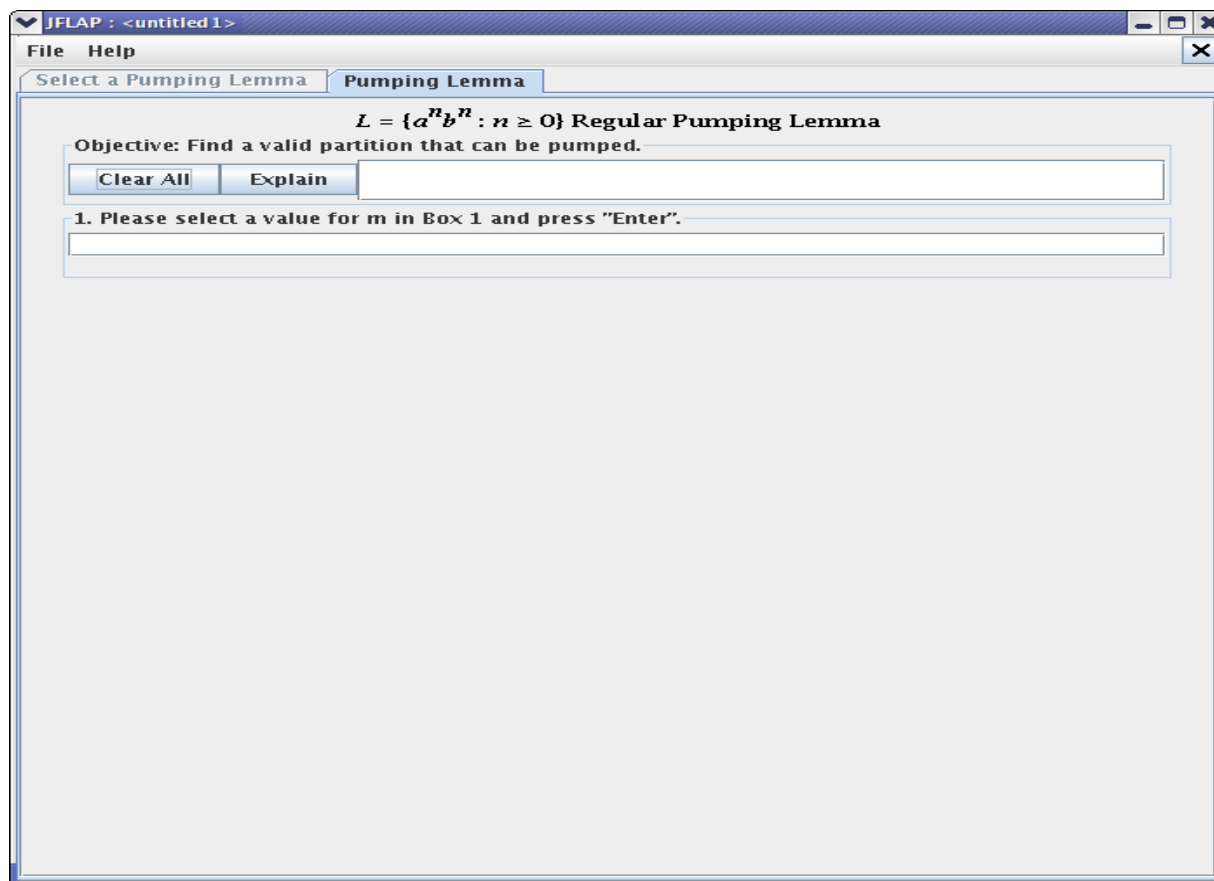 JFLAP : <untitled1>
File Help
Select a Pumping Lemma Pumping Lemma
L = {aⁿbⁿ : n ≥ 0} Regular Pumping Lemma
Objective: Find a valid partition that can be pumped.
Clear All Explain
1. Please select a value for m in Box 1 and press "Enter".